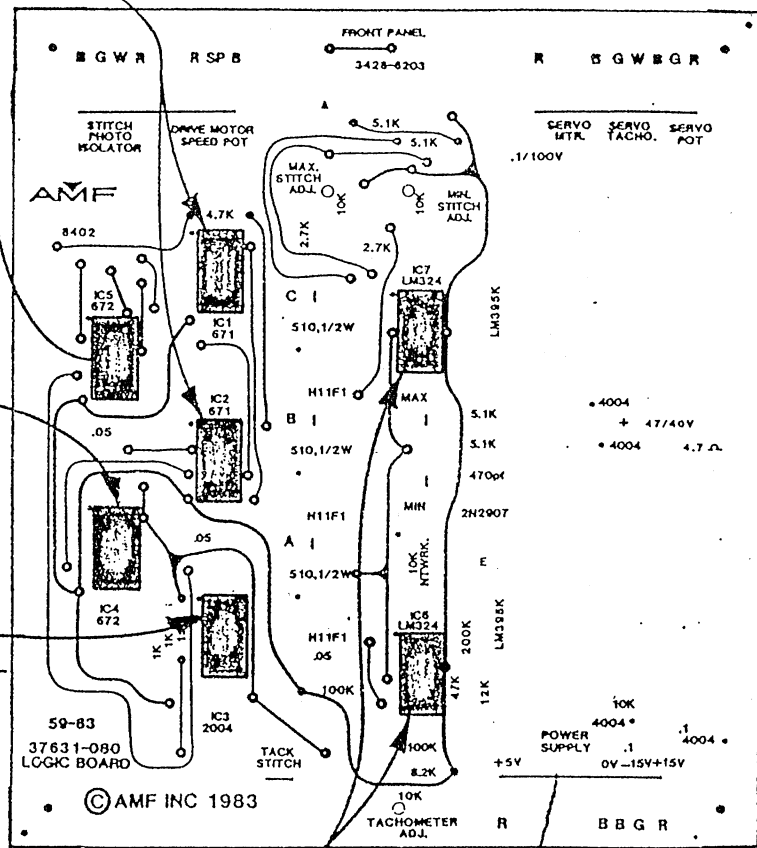 FRONT PANEL
B G W R
R S P B
3428-6203
R
B G W B G R
A
STITCH PHOTO ISOLATOR
DRIVE MOTOR SPEED POT
5.1K
5.1K
SERVO MTR.
SERVO TACHO.
SERVO POT
.1/100V
MAX. STITCH ADJ.
10K
10K
MIN. STITCH ADJ.
AMF
8402
4.7K
2.7K
2.7K
IC7
LM324
LM395K
IC5
672
C
IC1
671
510,1/2W
H11F1
MAX
IC2
671
B
4004
5.1K
+ 47/40V
.05
510,1/2W
5.1K
4004
4.7 Ω
470pf
H11F1
MIN
2N2907
.05
A
10K NTWRK.
E
510,1/2W
IC4
672
1K
1K
H11F1
IC6
LM324
200K
LM395K
.05
100K
47K
12K
10K
59-83
IC3
2004
4004
37631-080
LOGIC BOARD
TACK STITCH
100K
POWER SUPPLY
.1
.1
4004
8.2K
+5V
0V -15V +15V
© AMF INC 1983
10K
TACHOMETER ADJ.
R
B B G R